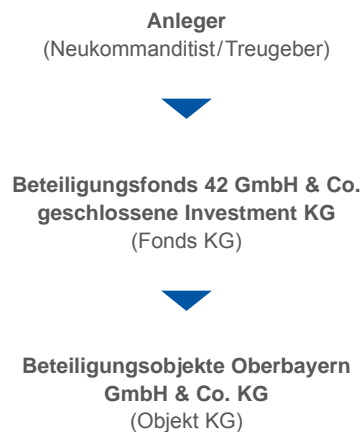 Anleger
(Neukommanditist/Treugeber)
Beteiligungsfonds 42 GmbH & Co.
geschlossene Investment KG
(Fonds KG)
Beteiligungsobjekte Oberbayern
GmbH & Co. KG
(Objekt KG)